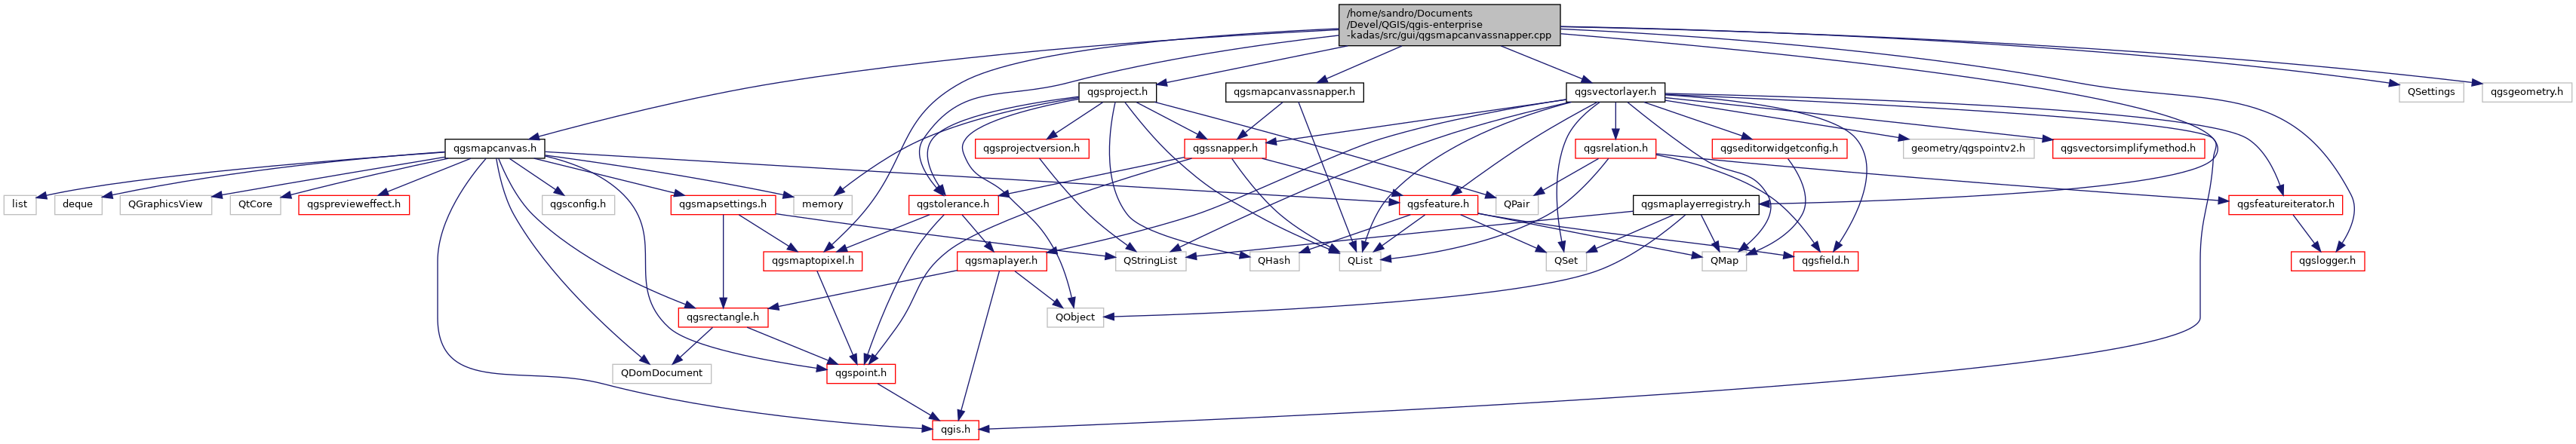 /home/sandro/Documents
/Devel/QGIS/qgis-enterprise
-kadas/src/gui/qgsmapcanvassnapper.cpp
qgsproject.h
qgsmapcanvassnapper.h
qgsvectorlayer.h
QSettings
qgsgeometry.h
qgsmapcanvas.h
qgsprojectversion.h
qgssnapper.h
qgsrelation.h
qgseditorwidgetconfig.h
geometry/qgspointv2.h
qgsvectorsimplifymethod.h
list
deque
QGraphicsView
QtCore
qgspreviewеffect.h
qgsconfig.h
qgsmapsettings.h
memory
qgstolerance.h
qgsfeature.h
QPair
qgsmaplayerregistry.h
qgsfeatureiterator.h
qgsmaptopixel.h
qgsmaplayer.h
QStringList
QHash
QList
QSet
QMap
qgsfield.h
qgslogger.h
qgsrectangle.h
QObject
QDomDocument
qgspoint.h
qgis.h